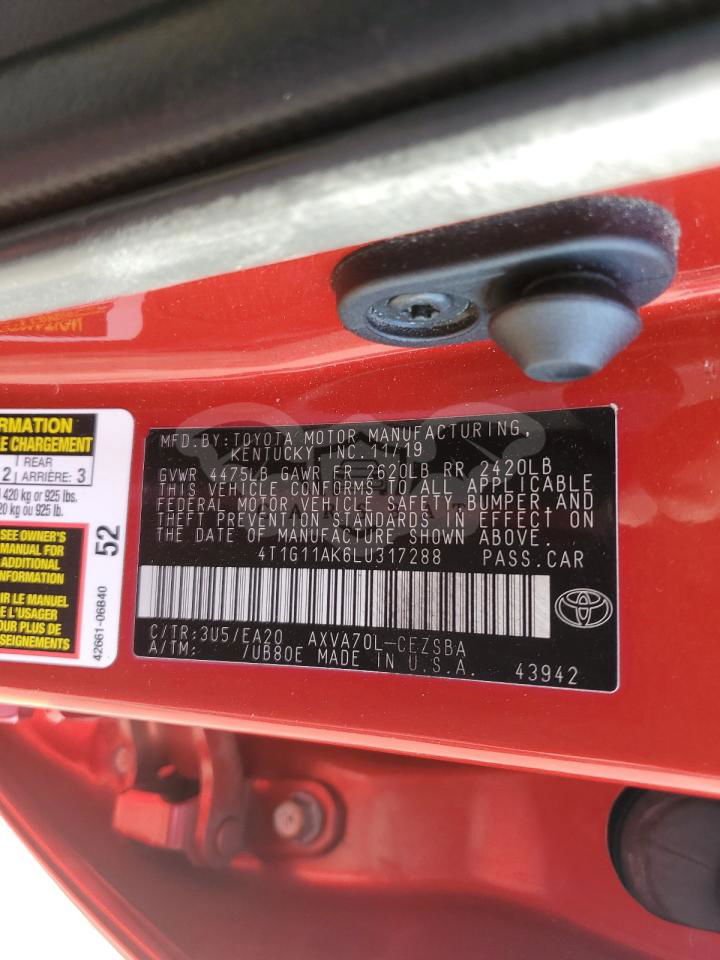 MFD.BY:TOYOTA MOTOR MANUFACTURING,
KENTUCKY, INC.11/19
GVWR 4475LB GAWR FR 2620LB RR 2420LB
THIS VEHICLE CONFORMS TO ALL APPLICABLE
FEDERAL MOTOR VEHICLE SAFETY, BUMPER,AND
THEFT PREVENTION STANDARDS IN EFFECT ON
THE DATE OF MANUFACTURE SHOWN ABOVE.
4T1G11AK6LU317288 PASS.CAR
C/TR:3U5/EA20 AXVA70L-CEZSBA
A/TM: /UB80E MADE IN U.S.A.
43942
CHARGEMENT
1 REAR
2 ARRIÈRE: 3
420 kg or 925 lbs.
kg ou 925 lb.
SEE OWNER'S
MANUAL FOR
ADDITIONAL
INFORMATION
LE MANUEL
L'USAGER
POUR PLUS DE
52
42661-06B40